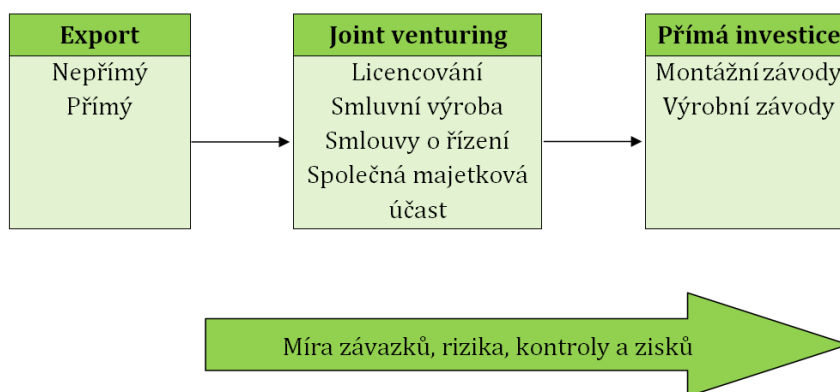 Export
Nepřímý
Přímý
Joint venturing
Licencování
Smluvní výroba
Smlouvy o řízení
Společná majetková
účast
Přímá investice
Montážní závody
Výrobní závody
Míra závazků, rizika, kontroly a zisků